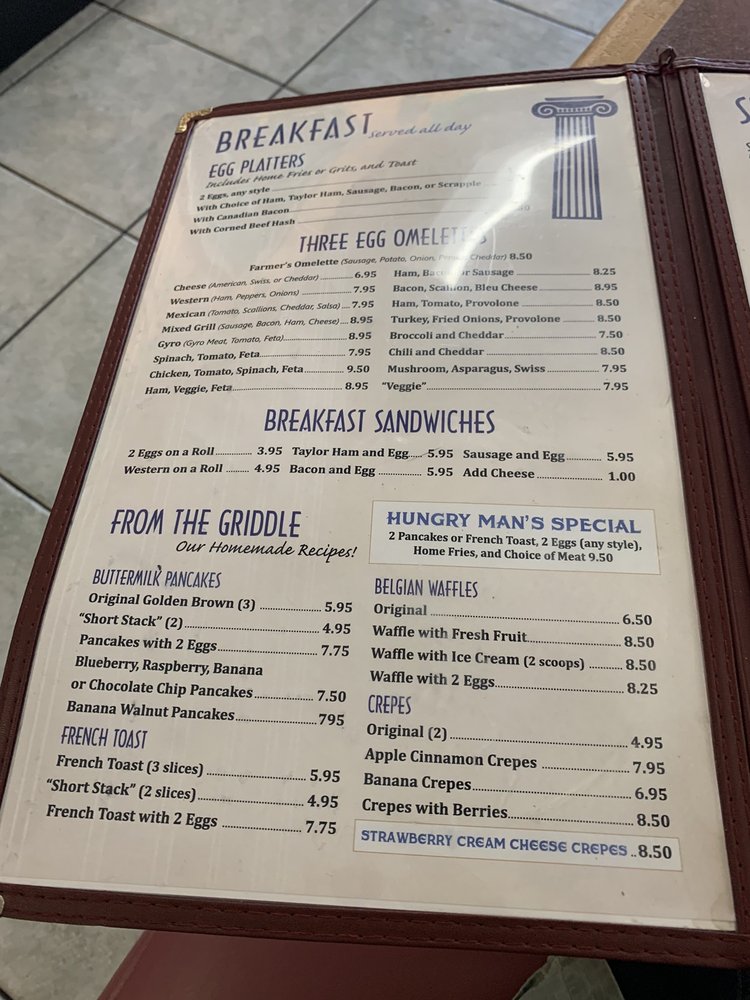 BREAKFAST served all day
EGG PLATTERS
Includes Home Fries or Grits, and Toast
2 Eggs, any style
With Choice of Ham, Taylor Ham, Sausage, Bacon, or Scrapple
With Canadian Bacon
With Corned Beef Hash
THREE EGG OMELETTES
Farmer's Omelette (Sausage, Potato, Onion, Cheddar) 8.50
Cheese (American, Swiss, or Cheddar) 6.95
Western (Ham, Peppers, Onions) 7.95
Mexican (Tomato, Scallions, Cheddar, Salsa) 7.95
Mixed Grill (Sausage, Bacon, Ham, Cheese) 8.95
Gyro (Gyro Meat, Tomato, Feta) 8.95
Spinach, Tomato, Feta 7.95
Chicken, Tomato, Spinach, Feta 9.50
Ham, Veggie, Feta 8.95
Ham, Bacon or Sausage 8.25
Bacon, Scallion, Bleu Cheese 8.95
Ham, Tomato, Provolone 8.50
Turkey, Fried Onions, Provolone 8.50
Broccoli and Cheddar 7.50
Chili and Cheddar 8.50
Mushroom, Asparagus, Swiss 7.95
"Veggie" 7.95
BREAKFAST SANDWICHES
2 Eggs on a Roll 3.95 Taylor Ham and Egg 5.95 Sausage and Egg 5.95
Western on a Roll 4.95 Bacon and Egg 5.95 Add Cheese 1.00
FROM THE GRIDDLE
Our Homemade Recipes!
BUTTERMILK PANCAKES
Original Golden Brown (3) 5.95
"Short Stack" (2) 4.95
Pancakes with 2 Eggs 7.75
Blueberry, Raspberry, Banana
or Chocolate Chip Pancakes 7.50
Banana Walnut Pancakes 795
FRENCH TOAST
French Toast (3 slices) 5.95
"Short Stack" (2 slices) 4.95
French Toast with 2 Eggs 7.75
HUNGRY MAN'S SPECIAL
2 Pancakes or French Toast, 2 Eggs (any style),
Home Fries, and Choice of Meat 9.50
BELGIAN WAFFLES
Original 6.50
Waffle with Fresh Fruit 8.50
Waffle with Ice Cream (2 scoops) 8.50
Waffle with 2 Eggs 8.25
CREPES
Original (2) 4.95
Apple Cinnamon Crepes 7.95
Banana Crepes 6.95
Crepes with Berries 8.50
STRAWBERRY CREAM CHEESE CREPES 8.50